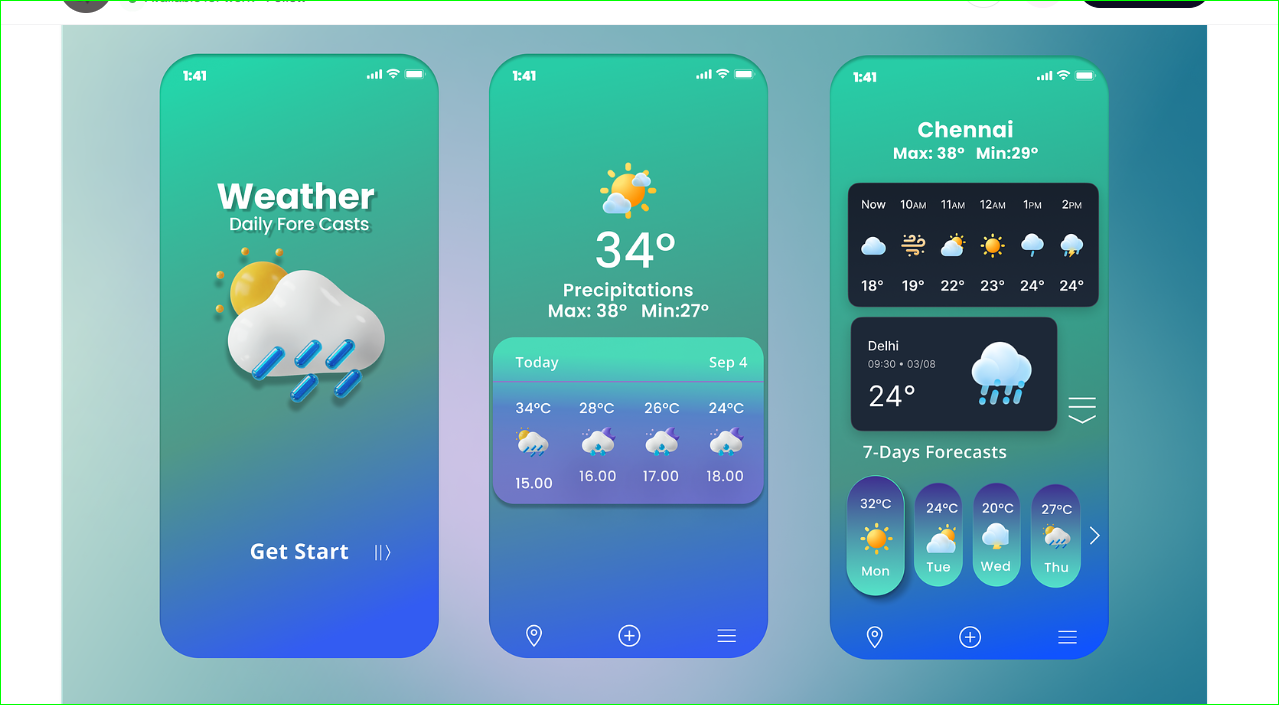 1:41
Weather
Daily Fore Casts
Get Start
1:41
34°
Precipitations
Max: 38° Min:27°
Today Sep 4
34°C 28°C 26°C 24°C
15.00 16.00 17.00 18.00
1:41
Chennai
Max: 38° Min:29°
Now 10AM 11AM 12AM 1PM 2PM
18° 19° 22° 23° 24° 24°
Delhi
09:30 • 03/08
24°
7-Days Forecasts
32°C 24°C 20°C 27°C
Mon Tue Wed Thu